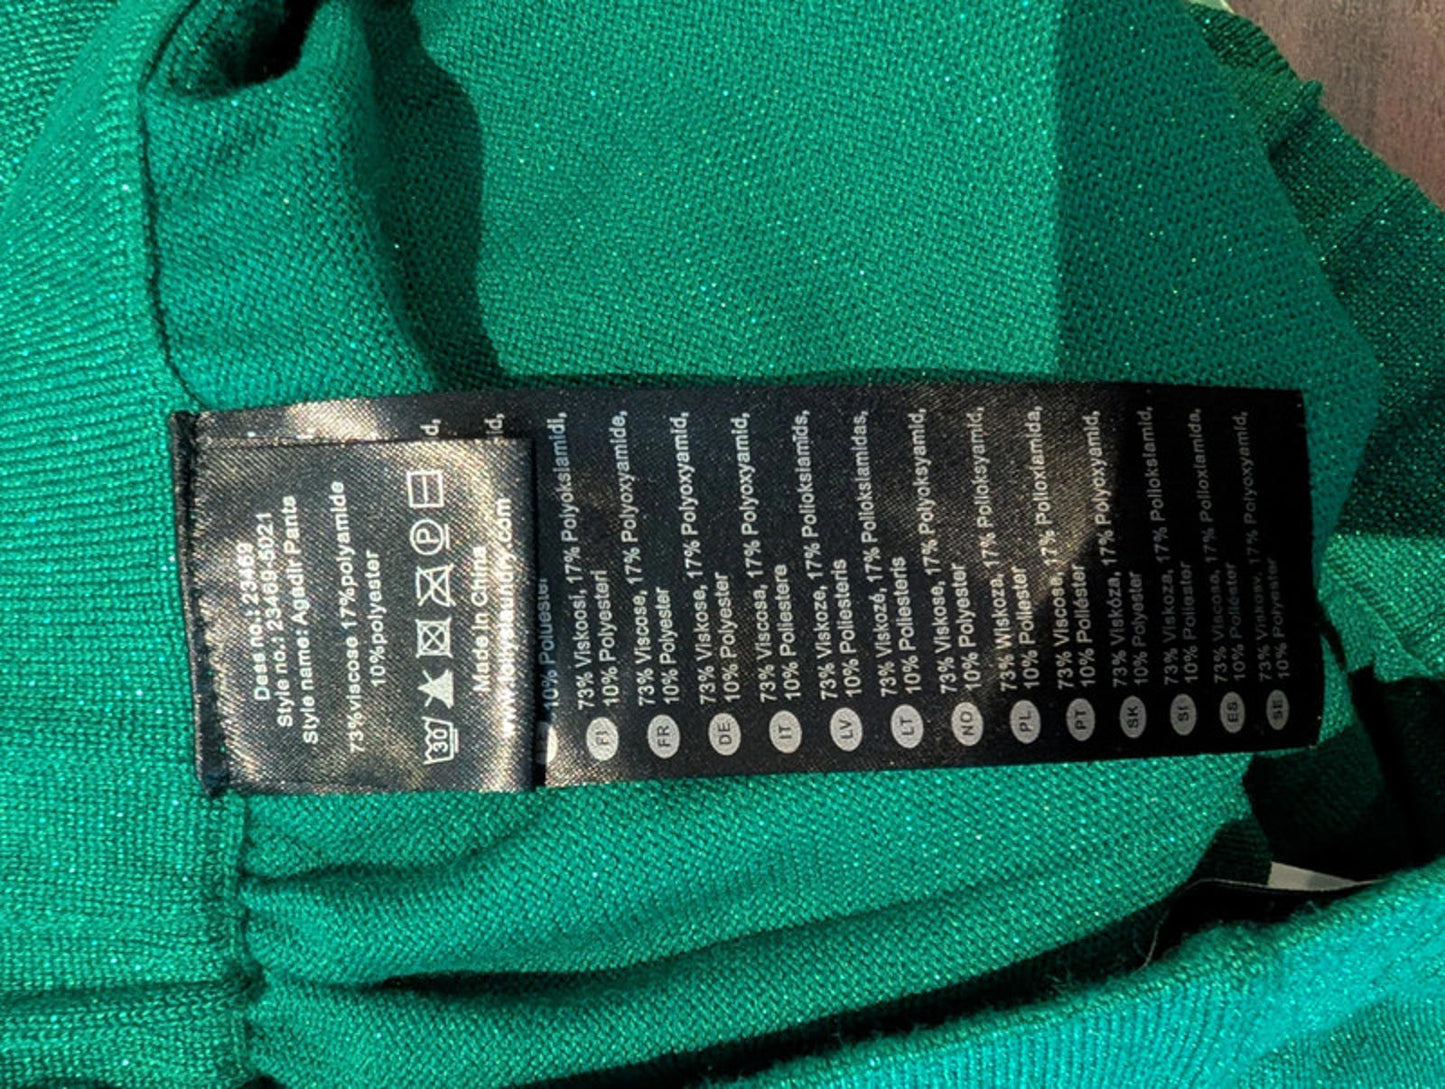 Dess no.: 23469
Style no.: 23469-5021
Style name: Agadir Pants
73%viscose 17%polyamide
10%polyester
30 P
Made In China
d,
d,
FI 73% Viskoosi, 17% Polyoksiamidi,
10% Polyesteri
FR 73% Viscose, 17% Polyoxyamide,
10% Polyester
DE 73% Viskose, 17% Polyoxyamid,
10% Polyester
IT 73% Viscosa, 17% Polyoxyamid,
10% Poliestere
LV 73% Viskoze, 17% Polioksiamīds,
10% Poliesteris
LT 73% Viskozė, 17% Polioksiamidas,
10% Poliesteris
NO 73% Viskose, 17% Polyoksyamid,
10% Polyester
PL 73% Wiskoza, 17% Polioksyamid,
10% Poliester
PT 73% Viscose, 17% Polioxiamida,
10% Poliéster
SK 73% Viskóza, 17% Polyoxyamid,
10% Polyester
SI 73% Viskoza, 17% Polioksiamid,
10% Poliester
ES 73% Viscosa, 17% Polioxiamida,
10% Poliéster
SE 73% Viskos, 17% Polyoxyamid,
10% Polyester